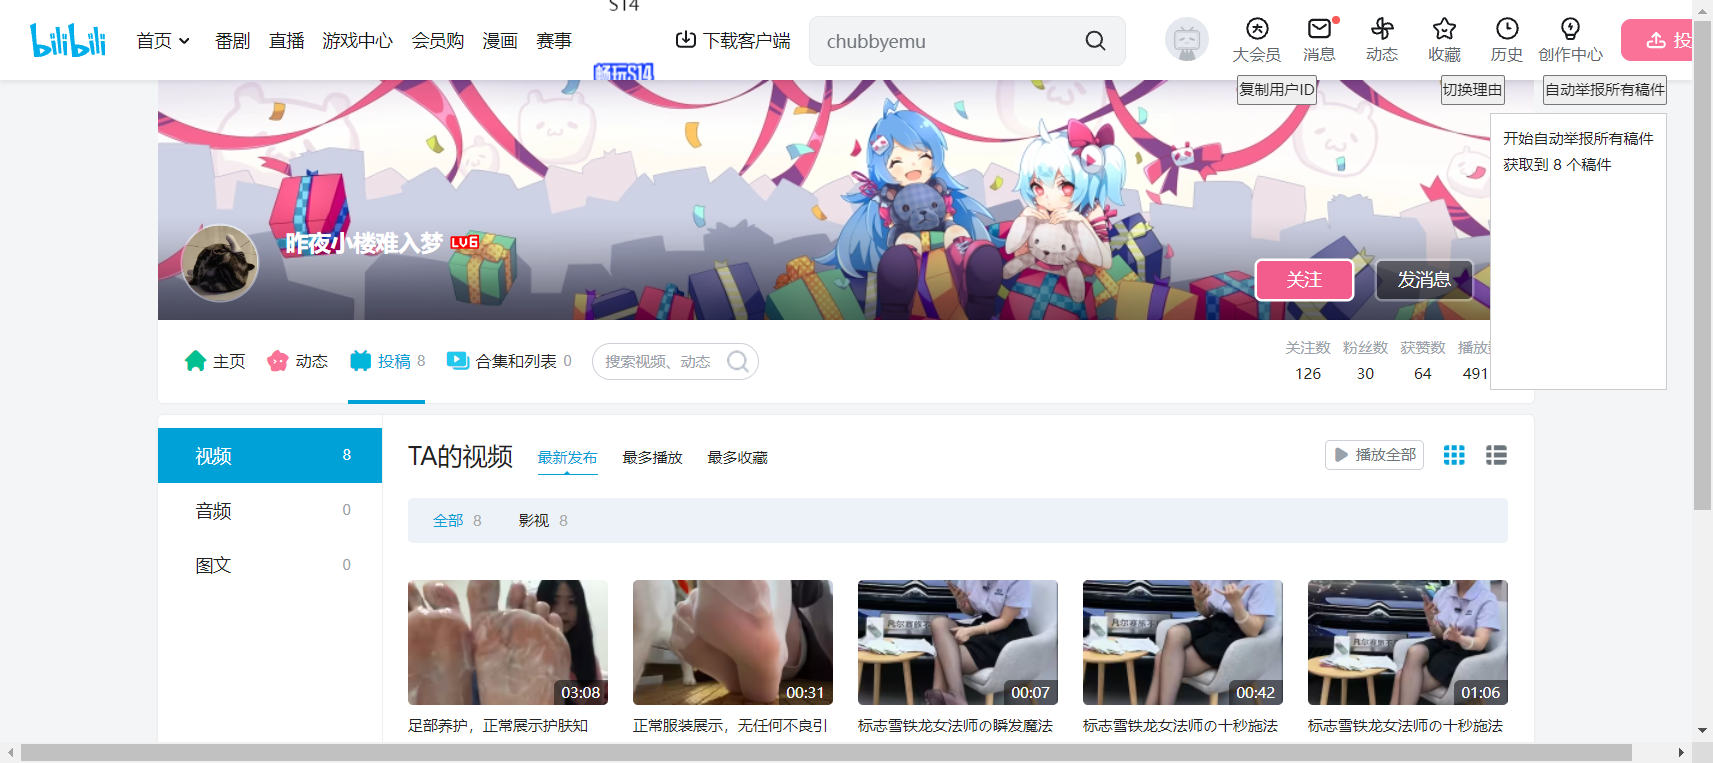 S14
bilibili 首页 番剧 直播 游戏中心 会员购 漫画 赛事 下载客户端 chubbyemu 大会员 消息 动态 收藏 历史 创作中心 投
畅玩S14
复制用户ID 切换理由 自动举报所有稿件
开始自动举报所有稿件
获取到 8 个稿件
昨夜小楼难入梦 LV6
关注 发消息
主页 动态 投稿 8 合集和列表 0 搜索视频、动态
关注数 粉丝数 获赞数 播放
126 30 64 491
视频 8
音频 0
图文 0
TA的视频 最新发布 最多播放 最多收藏 播放全部
全部 8 影视 8
凡尔赛
03:08 00:31 00:07 00:42 01:06
足部养护，正常展示护肤知
正常服装展示，无任何不良引
标志雪铁龙女法师の瞬发魔法
标志雪铁龙女法师の十秒施法
标志雪铁龙女法师の十秒施法